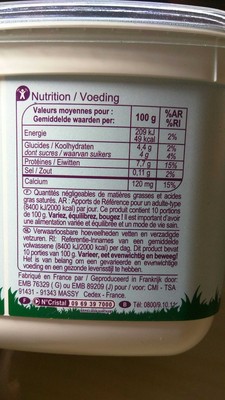 Nutrition / Voeding
Valeurs moyennes pour :
Gemiddelde waarden per: 100 g %AR %RI
Energie 209 kJ
49 kcal 2%
Glucides / Koolhydraten 4,4 g 2%
dont sucres / waarvan suikers 4 g 4%
Protéines / Eiwitten 7,7 g 15%
Sel / Zout 0,11 g 2%
Calcium 120 mg 15%
Quantités négligeables de matières grasses et acides
gras saturés. AR : Apports de Référence pour un adulte-type
(8400 kJ/2000 kcal) par jour. Ce produit contient 10 portions
de 100 g. Variez, équilibrez, bougez ! Il est important d'avoir
une alimentation variée et équilibrée et un mode de vie sain.
Verwaarloosbare hoeveelheden vetten en verzadigde
vetzuren. RI: Referentie-Innames van een gemiddelde
volwassene (8400 kJ/2000 kcal) per dag. Dit product bevat
10 porties van 100 g. Varieer, eet evenwichtig en beweeg!
Het is van belang om een gevarieerde en evenwichtige
voeding en een gezonde levensstijl te hebben.
Fabriqué en France par / Geproduceerd in Frankrijk door:
EMB 76329 (G) ou EMB 89209 (J) pour / voor: CMI - TSA
91431 - 91343 MASSY Cedex - France.
F N°Cristal 09 69 39 7000 B Tél: 0800/9.10.11